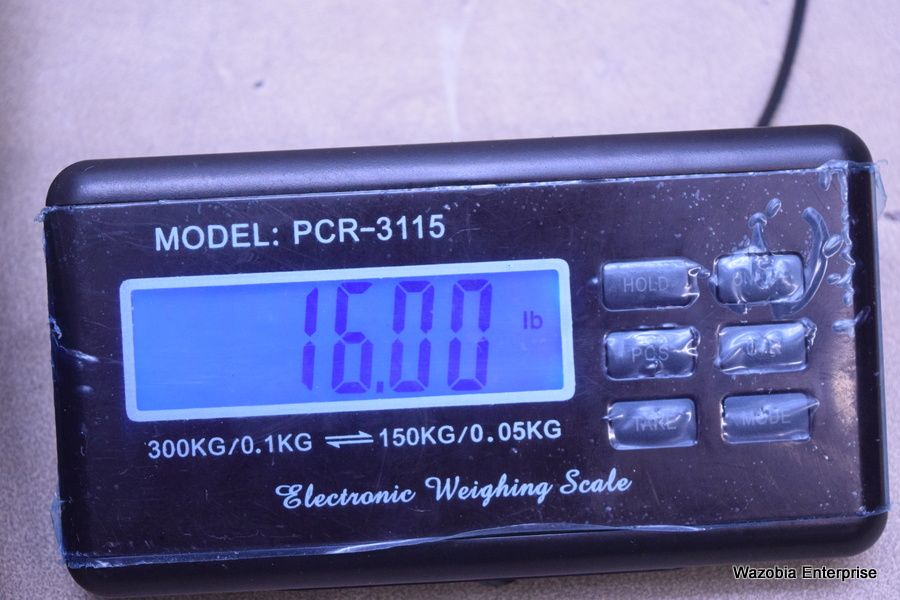 MODEL: PCR-3115
16.00 lb
HOLD
PCS
TARE
MODE
300KG/0.1KG ⇌ 150KG/0.05KG
Electronic Weighing Scale
Wazobia Enterprise